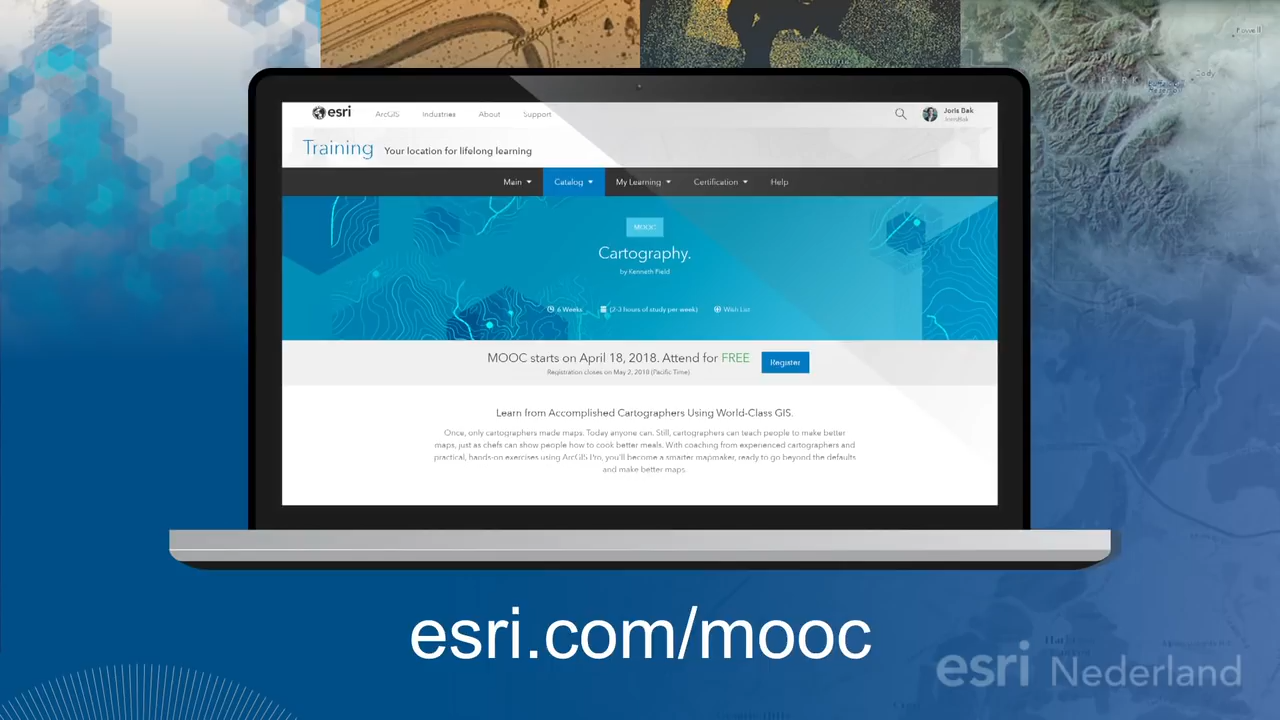 Powell
Cody
esri
ArcGIS
Industries
About
Support
Joris Bak
Training
Your location for lifelong learning
Main
Catalog
My Learning
Certification
Help
MOOC
Cartography.
by Kenneth Field
6 Weeks
(2-3 hours of study per week)
Wish List
MOOC starts on April 18, 2018. Attend for FREE
Register
Registration closes on May 2, 2018 (Pacific Time)
Learn from Accomplished Cartographers Using World-Class GIS.
Once, only cartographers made maps. Today anyone can. Still, cartographers can teach people to make better
maps, just as chefs can show people how to cook better meals. With coaching from experienced cartographers and
practical, hands-on exercises using ArcGIS Pro, you'll become a smarter mapmaker, ready to go beyond the defaults
and make better maps.
esri.com/mooc
esri Nederland